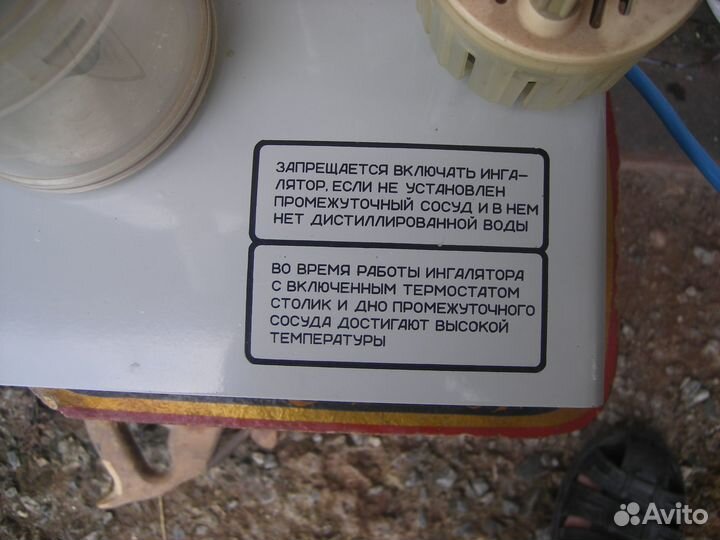 ЗАПРЕЩАЕТСЯ ВКЛЮЧАТЬ ИНГА–
ЛЯТОР, ЕСЛИ НЕ УСТАНОВЛЕН
ПРОМЕЖУТОЧНЫЙ СОСУД И В НЕМ
НЕТ ДИСТИЛЛИРОВАННОЙ ВОДЫ
ВО ВРЕМЯ РАБОТЫ ИНГАЛЯТОРА
С ВКЛЮЧЕННЫМ ТЕРМОСТАТОМ
СТОЛИК И ДНО ПРОМЕЖУТОЧНОГО
СОСУДА ДОСТИГАЮТ ВЫСОКОЙ
ТЕМПЕРАТУРЫ
Avito